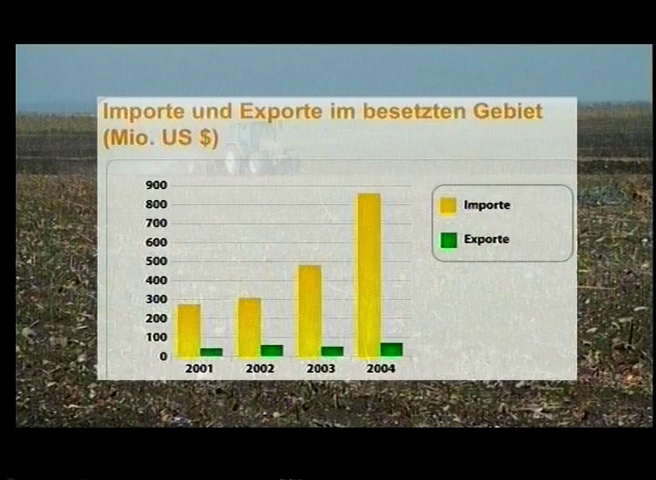 Importe und Exporte im besetzten Gebiet
(Mio. US $)
900
800
700
600
500
400
300
200
100
0
2001 2002 2003 2004
Importe
Exporte